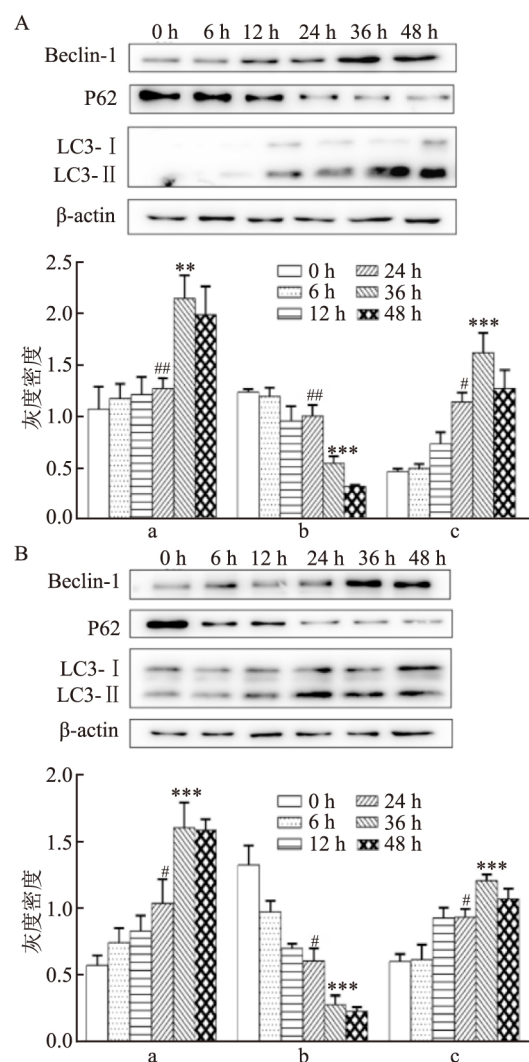 A
0 h 6 h 12 h 24 h 36 h 48 h
Beclin-1
P62
LC3-Ⅰ
LC3-Ⅱ
β-actin
灰度密度
2.5
2.0
1.5
1.0
0.5
0.0
0 h 24 h
6 h 36 h
12 h 48 h
## ** ## *** # ***
a b c
B
0 h 6 h 12 h 24 h 36 h 48 h
Beclin-1
P62
LC3-Ⅰ
LC3-Ⅱ
β-actin
灰度密度
2.0
1.5
1.0
0.5
0.0
0 h 24 h
6 h 36 h
12 h 48 h
# *** # *** # ***
a b c